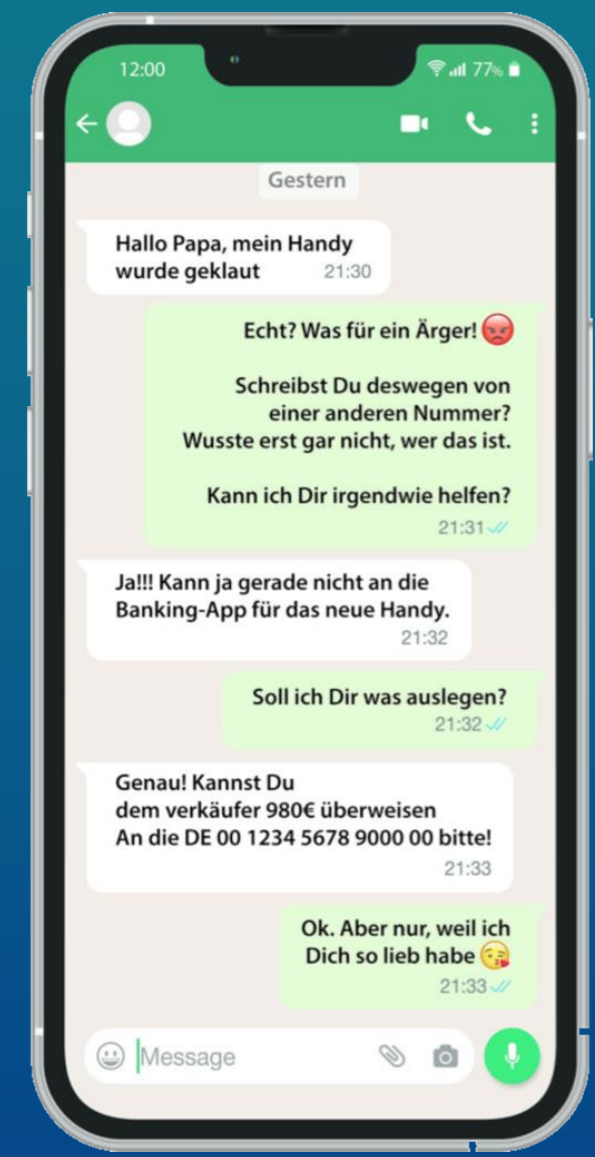 12:00
77%
Gestern
Hallo Papa, mein Handy
wurde geklaut 21:30
Echt? Was für ein Ärger!
Schreibst Du deswegen von
einer anderen Nummer?
Wusste erst gar nicht, wer das ist.
Kann ich Dir irgendwie helfen?
21:31
Ja!!! Kann ja gerade nicht an die
Banking-App für das neue Handy.
21:32
Soll ich Dir was auslegen?
21:32
Genau! Kannst Du
dem verkäufer 980€ überweisen
An die DE 00 1234 5678 9000 00 bitte!
21:33
Ok. Aber nur, weil ich
Dich so lieb habe
21:33
Message